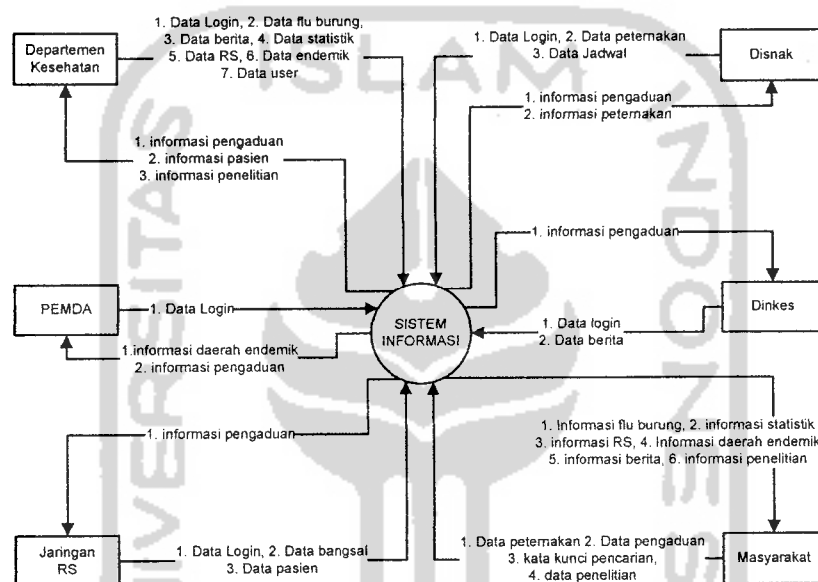 1. Data Login, 2. Data flu burung,
3. Data berita, 4. Data statistik
5. Data RS, 6. Data endemik
7. Data user
Departemen
Kesehatan
1. Data Login, 2. Data peternakan
3. Data Jadwal
Disnak
1. informasi pengaduan
2. informasi peternakan
1. informasi pengaduan
2. informasi pasien
3. informasi penelitian
1. informasi pengaduan
PEMDA
1. Data Login
SISTEM
INFORMASI
1. Data login
2. Data berita
Dinkes
1.informasi daerah endemik
2. informasi pengaduan
1. informasi pengaduan
1. Informasi flu burung, 2. informasi statistik
3. informasi RS, 4. Informasi daerah endemik
5. informasi berita, 6. informasi penelitian
Jaringan
RS
1. Data Login, 2. Data bangsal
3. Data pasien
1. Data peternakan 2. Data pengaduan
3. kata kunci pencarian,
4. data penelitian
Masyarakat
ISLAM
UNIVERSITAS
INDONES